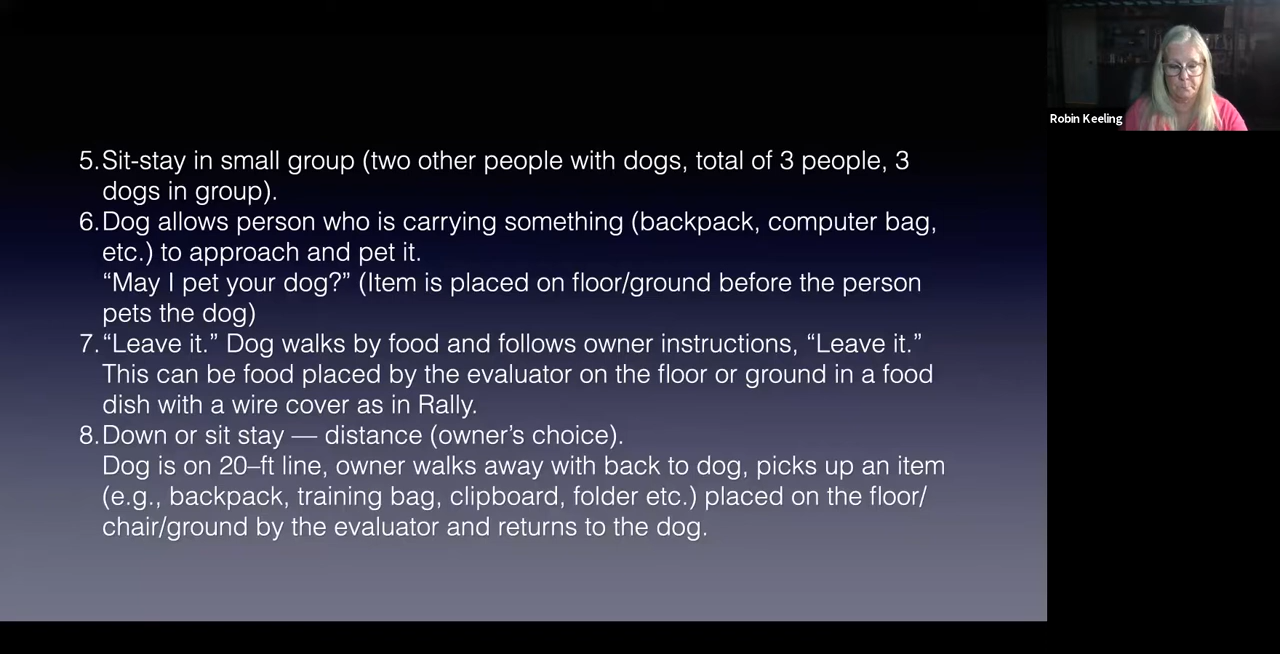 5. Sit-stay in small group (two other people with dogs, total of 3 people, 3
dogs in group).
6. Dog allows person who is carrying something (backpack, computer bag,
etc.) to approach and pet it.
“May I pet your dog?” (Item is placed on floor/ground before the person
pets the dog)
7. “Leave it.” Dog walks by food and follows owner instructions, “Leave it.”
This can be food placed by the evaluator on the floor or ground in a food
dish with a wire cover as in Rally.
8. Down or sit stay — distance (owner’s choice).
Dog is on 20–ft line, owner walks away with back to dog, picks up an item
(e.g., backpack, training bag, clipboard, folder etc.) placed on the floor/
chair/ground by the evaluator and returns to the dog.
Robin Keeling